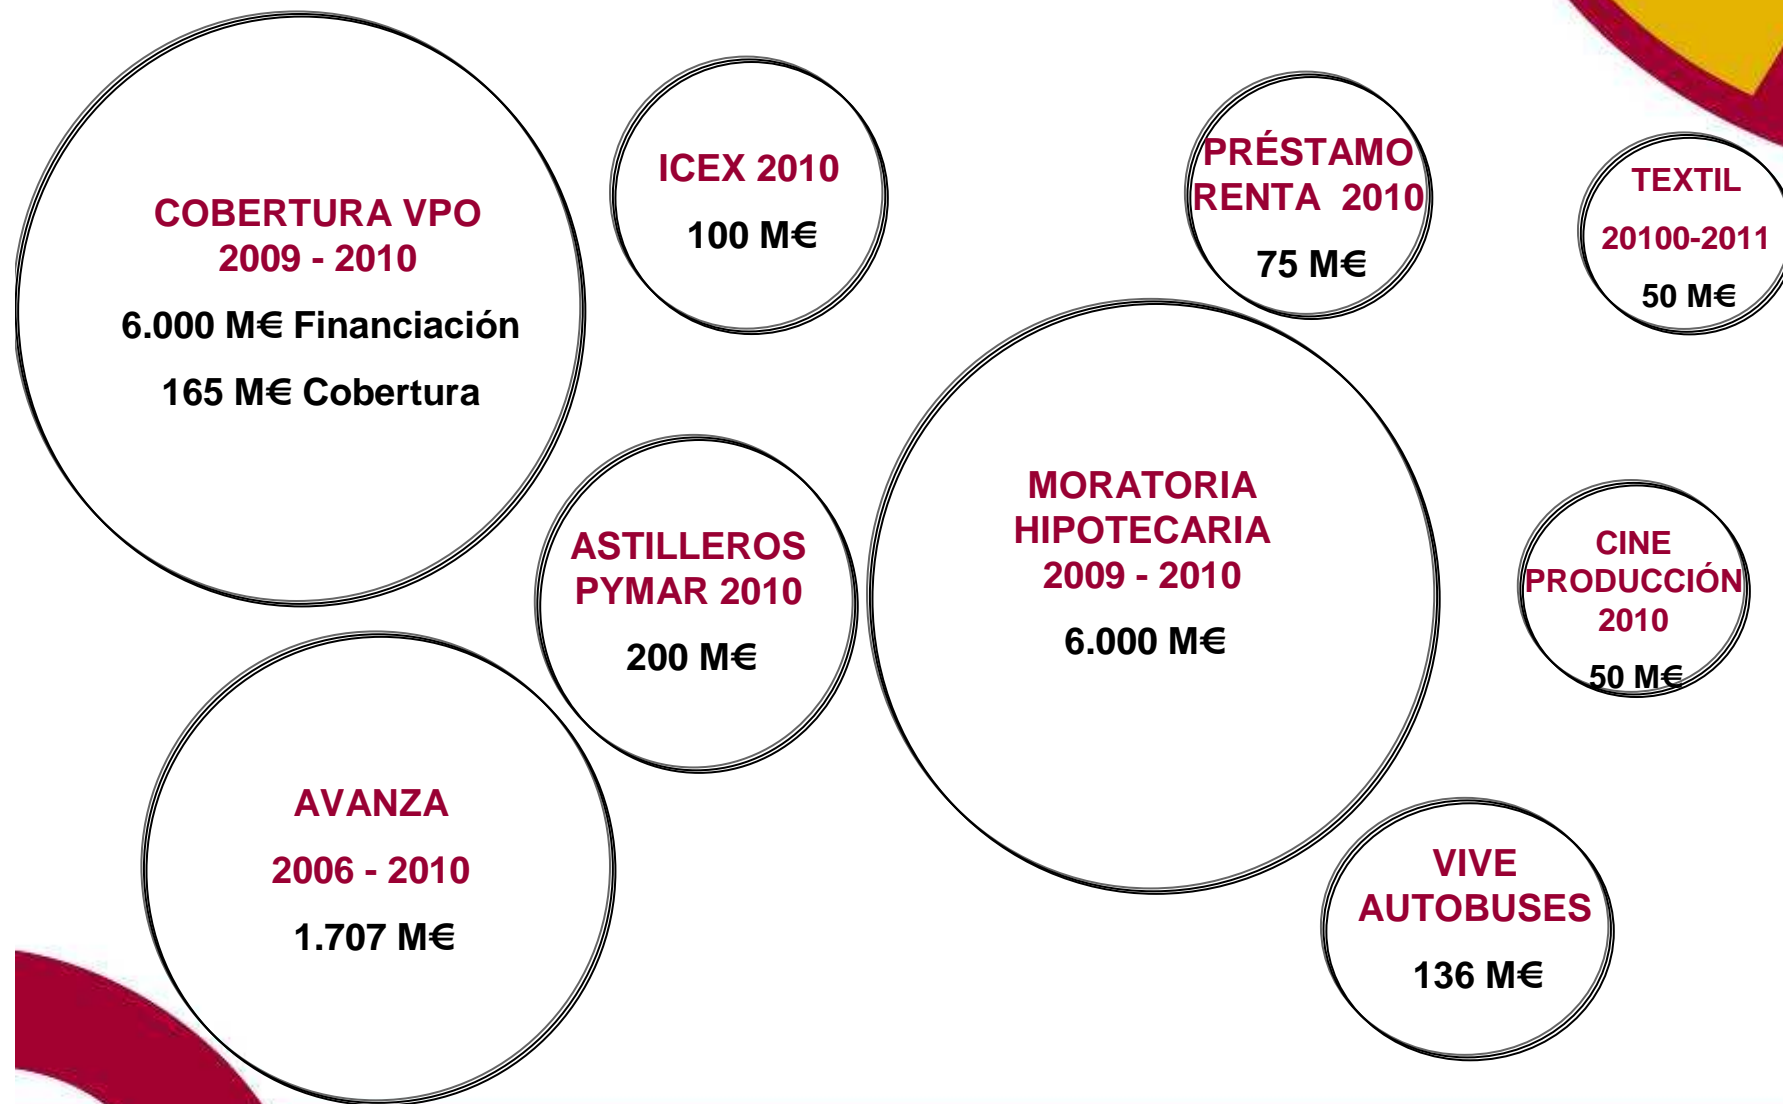 COBERTURA VPO
2009 - 2010
6.000 M€ Financiación
165 M€ Cobertura
ICEX 2010
100 M€
PRÉSTAMO
RENTA 2010
75 M€
TEXTIL
20100-2011
50 M€
ASTILLEROS
PYMAR 2010
200 M€
MORATORIA
HIPOTECARIA
2009 - 2010
6.000 M€
CINE
PRODUCCIÓN
2010
50 M€
AVANZA
2006 - 2010
1.707 M€
VIVE
AUTOBUSES
136 M€